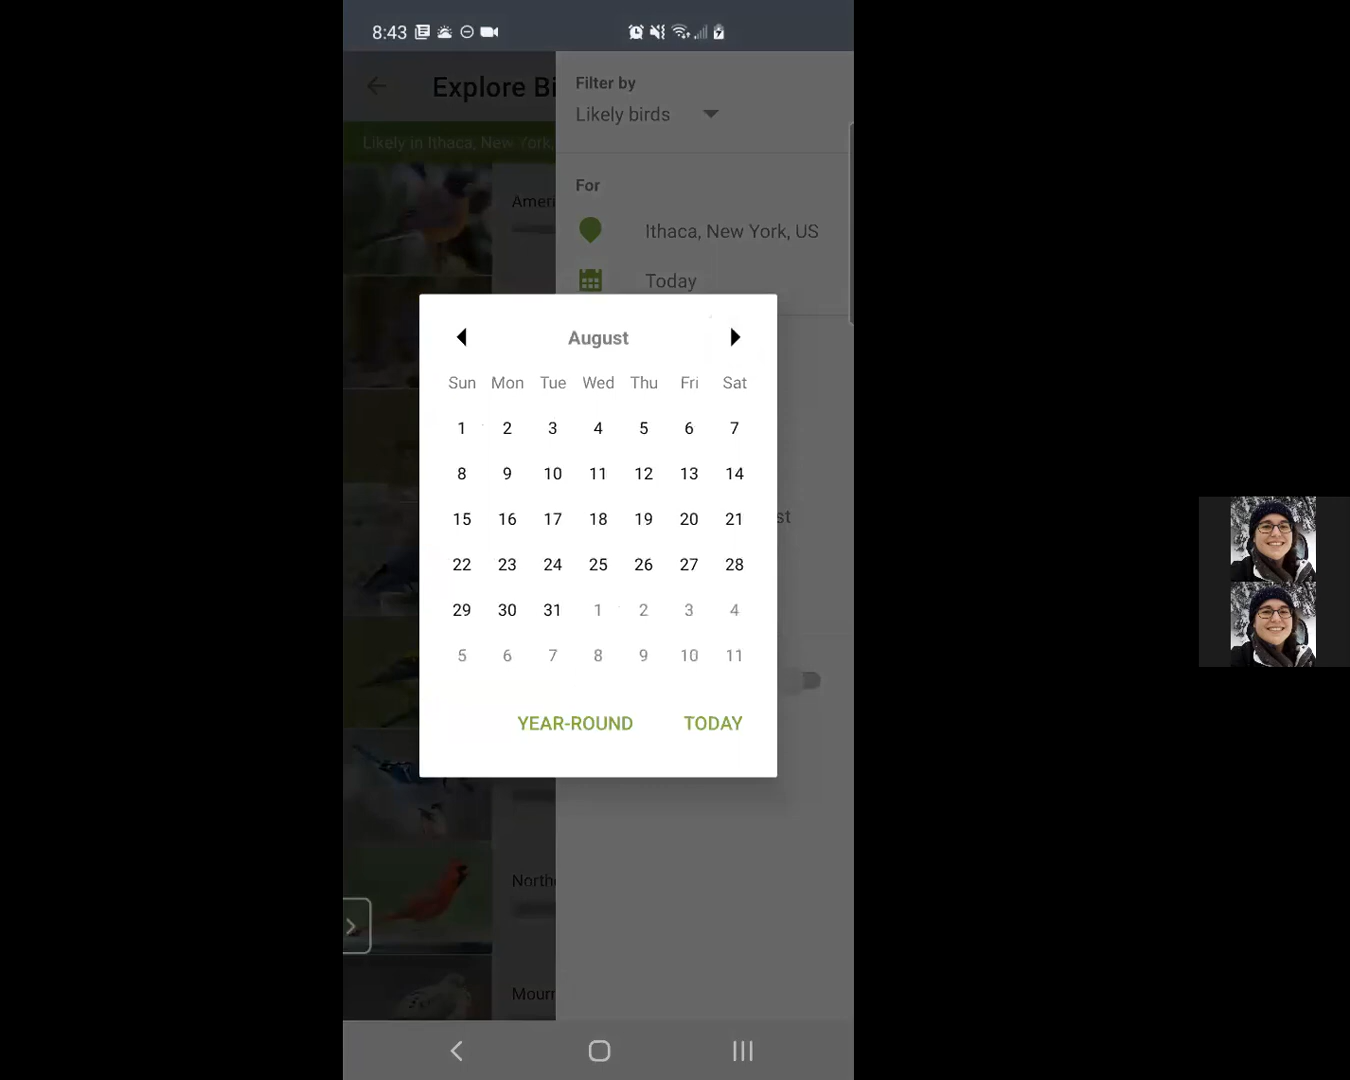 8:43
Explore Bi
Filter by
Likely birds
Likely in Ithaca, New York,
For
Ameri
Ithaca, New York, US
Today
August
Sun Mon Tue Wed Thu Fri Sat
1 2 3 4 5 6 7
8 9 10 11 12 13 14
15 16 17 18 19 20 21
st
22 23 24 25 26 27 28
29 30 31 1 2 3 4
5 6 7 8 9 10 11
YEAR-ROUND TODAY
North
Mourn